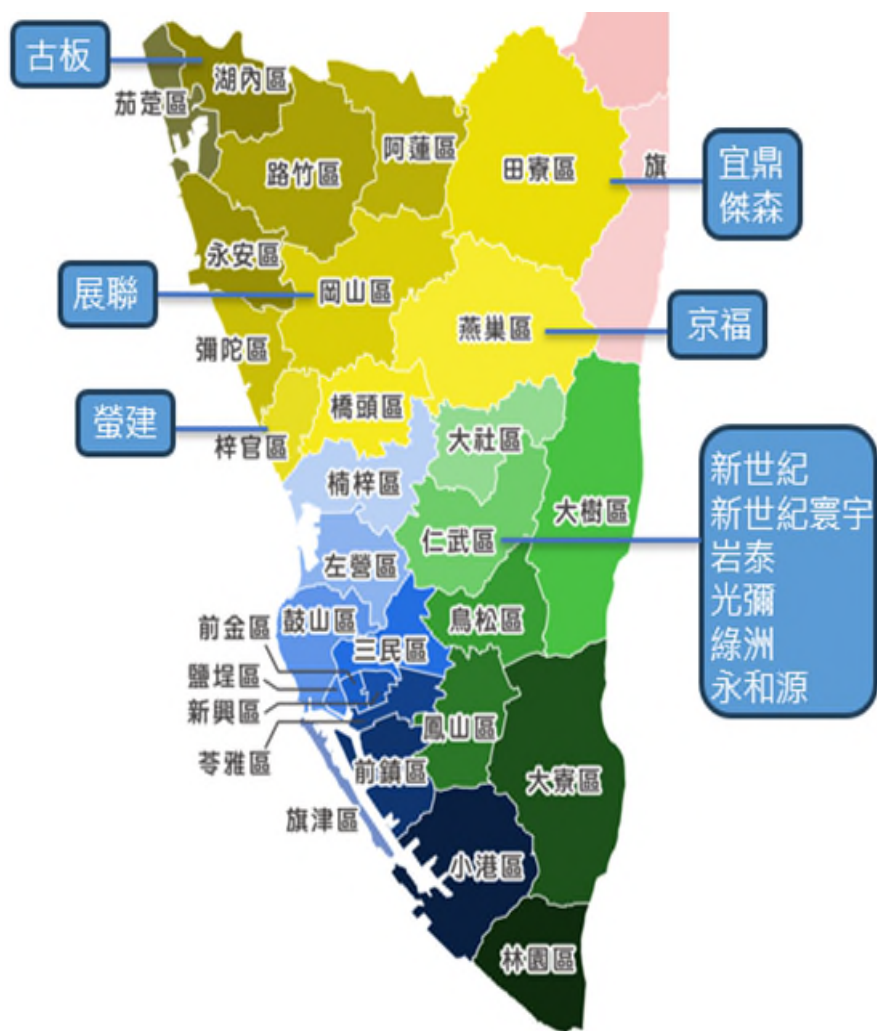 古板
湖內區
茄萣區
阿蓮區
路竹區
田寮區
旗
宜鼎
傑森
永安區
展聯
岡山區
燕巢區
京福
彌陀區
橋頭區
螢建
梓官區
大社區
楠梓區
新世紀
新世紀寰宇
岩泰
光彌
綠洲
永和源
大樹區
仁武區
左營區
前金區
鼓山區
三民區
鳥松區
鹽埕區
新興區
鳳山區
苓雅區
前鎮區
大寮區
旗津區
小港區
林園區